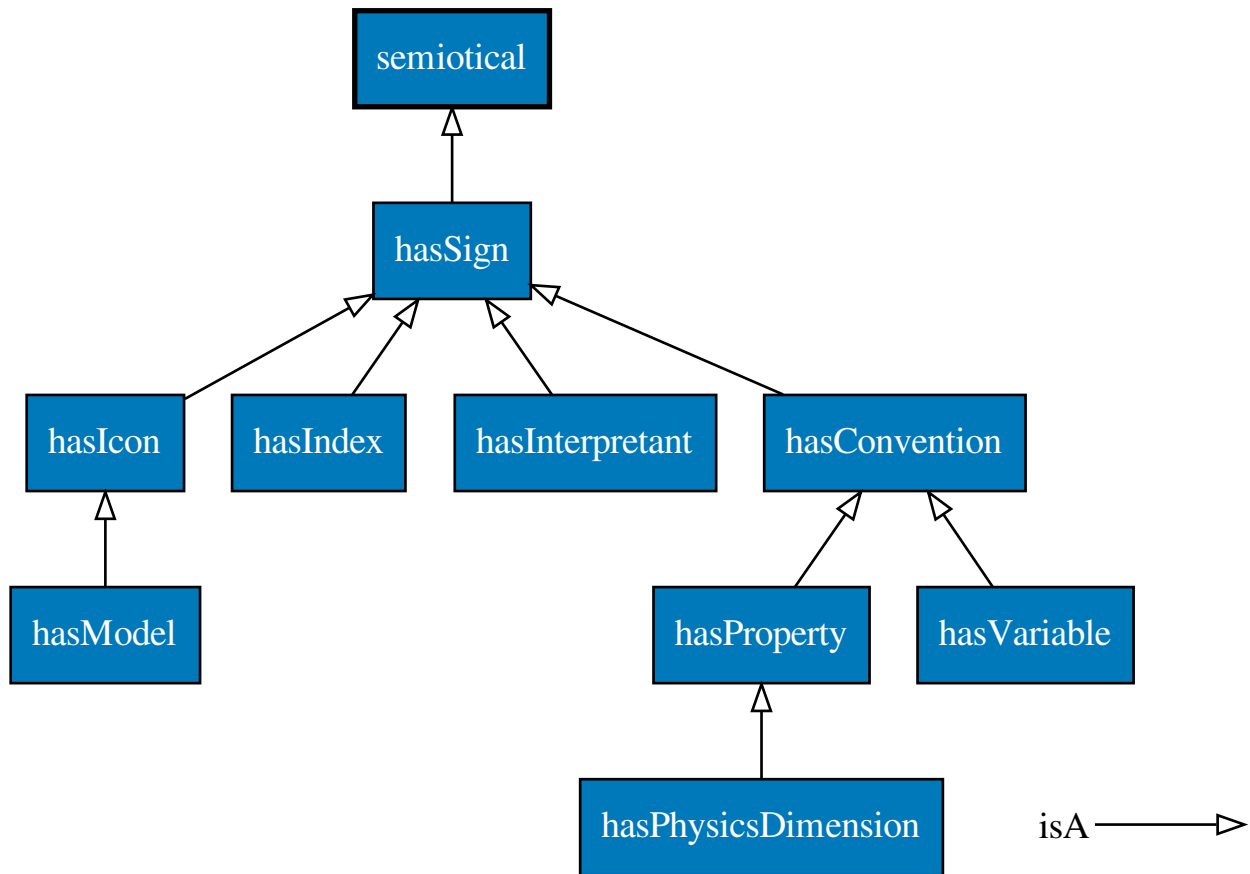 semiotical
hasSign
hasIcon
hasIndex
hasInterpretant
hasConvention
hasModel
hasProperty
hasVariable
hasPhysicsDimension
isA